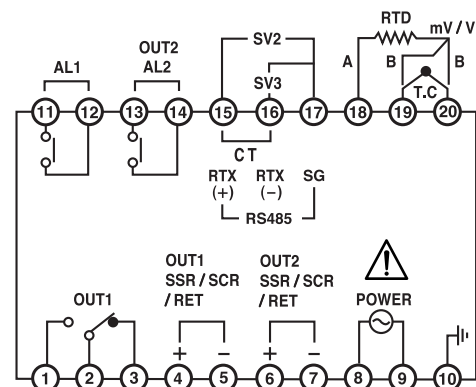 RTD
mV / V
OUT2
SV2
AL1
AL2
SV3
A
B
B
T.C
11
12
13
14
15
16
17
18
19
20
CT
RTX
RTX
SG
(+)
(−)
RS485
OUT1
OUT2
SSR / SCR
SSR / SCR
/ RET
/ RET
POWER
OUT1
+
−
+
−
1
2
3
4
5
6
7
8
9
10